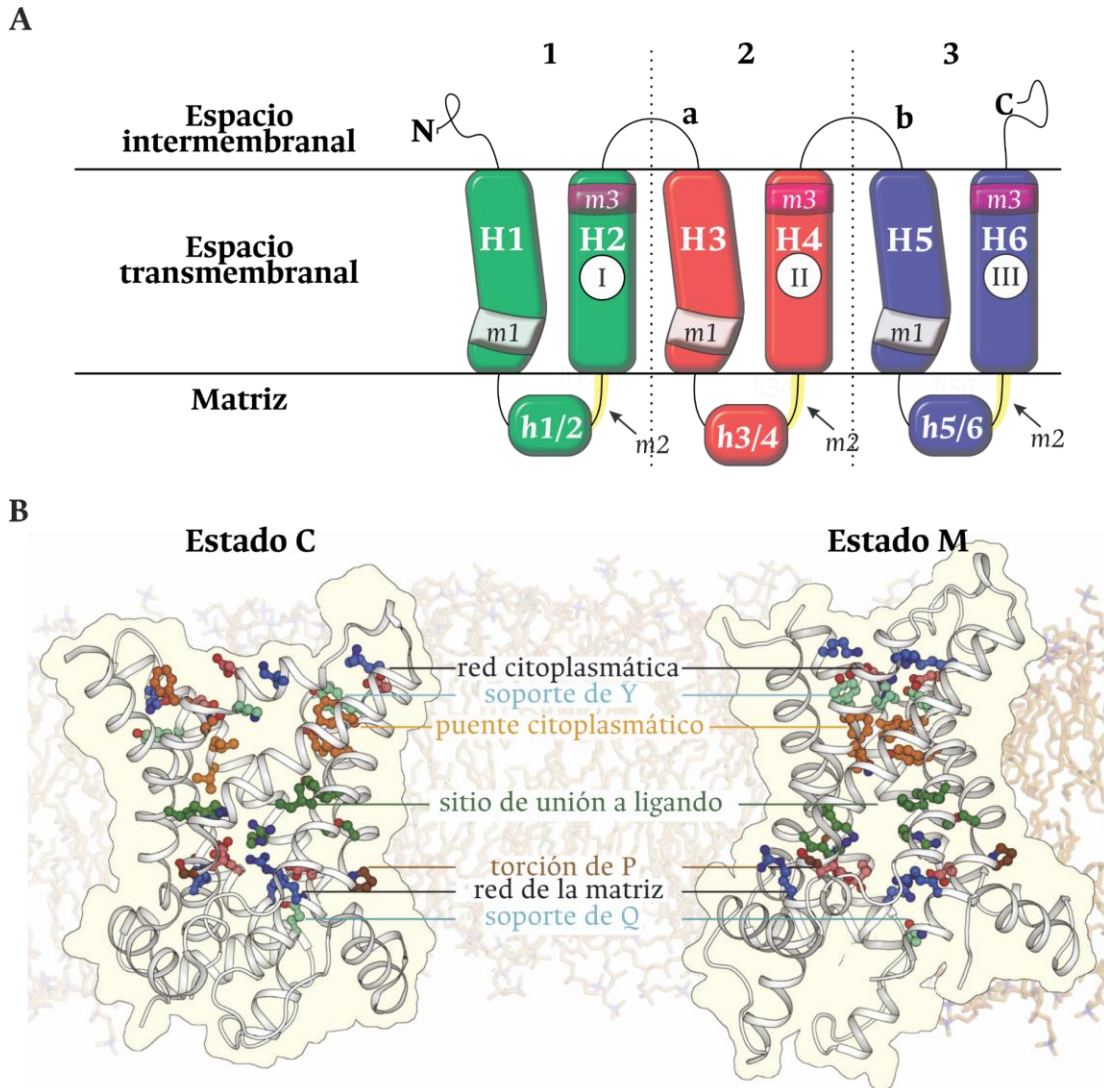 A
1 2 3
Espacio
intermembranal
N a b C
m3 m3 m3
H1 H2 H3 H4 H5 H6
Espacio
transmembranal
I II III
m1 m1 m1
Matriz
h1/2 h3/4 h5/6
m2 m2 m2
B
Estado C Estado M
red citoplasmática
soporte de Y
puente citoplasmático
sitio de unión a ligando
torción de P
red de la matriz
soporte de Q